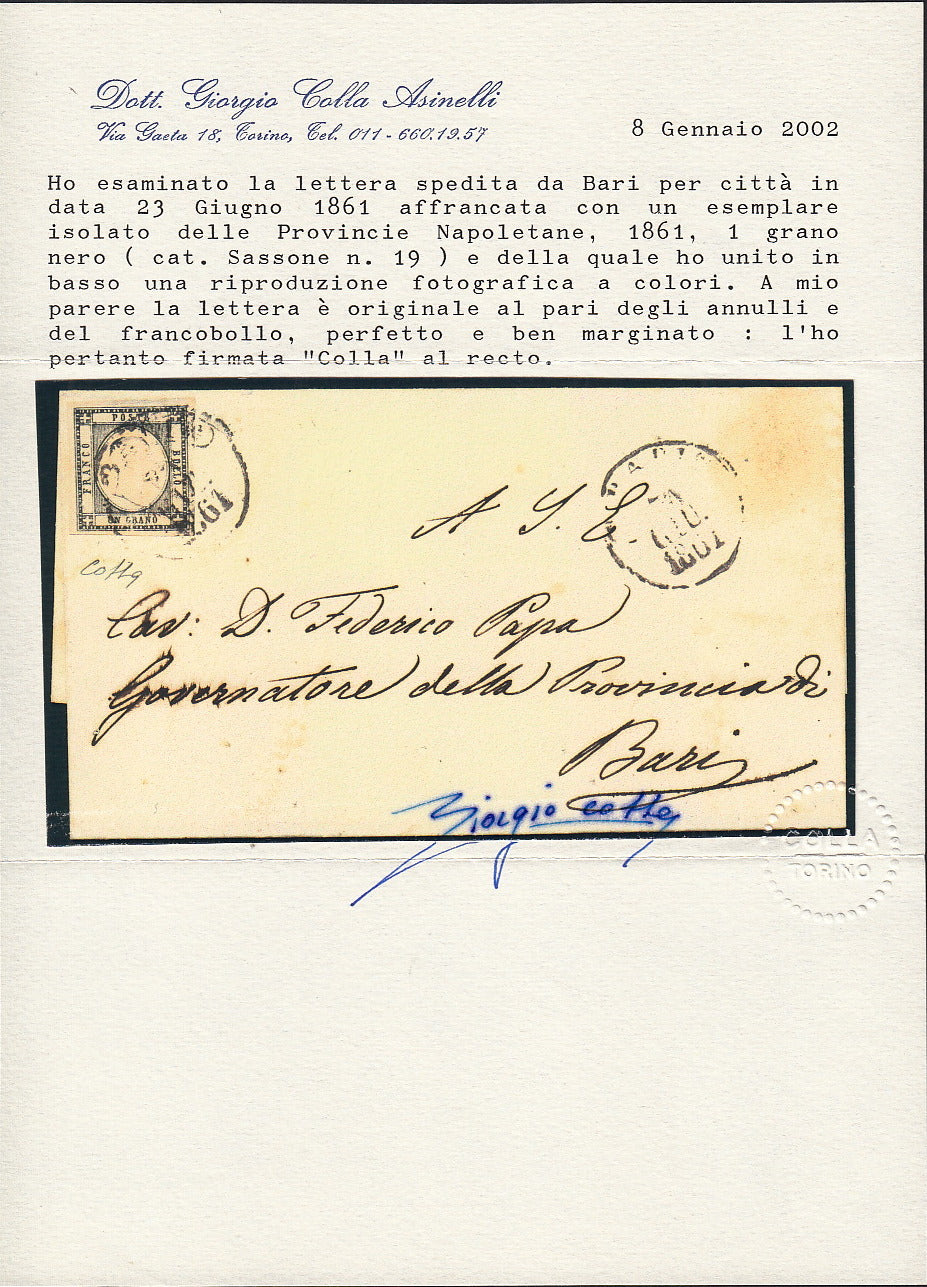 Dott. Giorgio Colla Asinelli
Via Gaeta 18, Torino, Tel. 011 - 660.19.57
8 Gennaio 2002
Ho esaminato la lettera spedita da Bari per città in
data 23 Giugno 1861 affrancata con un esemplare
isolato delle Provincie Napoletane, 1861, 1 grano
nero ( cat. Sassone n. 19 ) e della quale ho unito in
basso una riproduzione fotografica a colori. A mio
parere la lettera è originale al pari degli annulli e
del francobollo, perfetto e ben marginato : l'ho
pertanto firmata "Colla" al recto.
FRANCO
BOLLO
UN GRANO
1861
BARI
GIU.
1861
A S. E.
Colla
Cav: D. Federico Papa
Governatore della Provincia di
Bari
Giorgio Colla
COLLA
TORINO